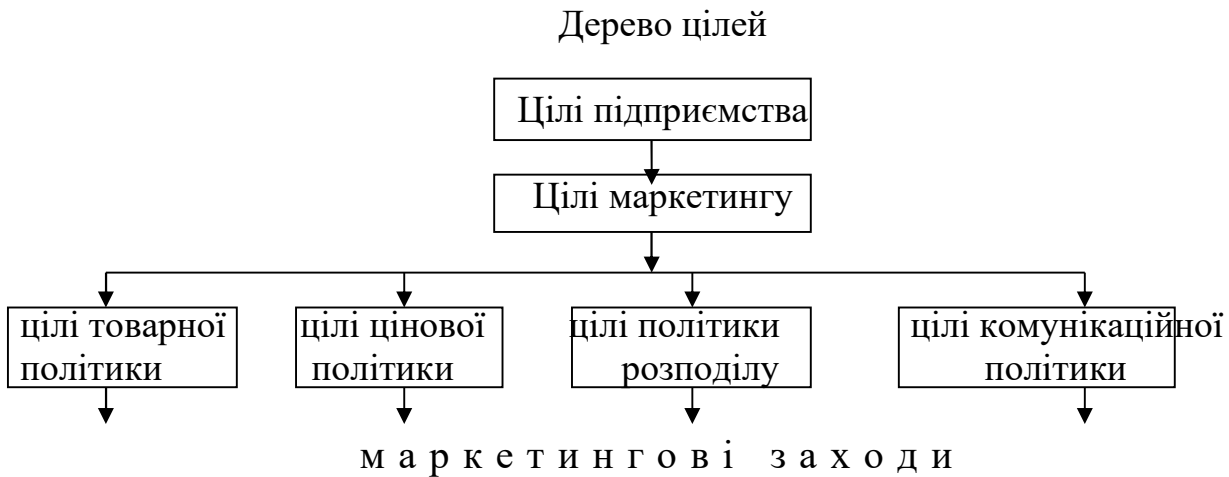 Дерево цілей
Цілі підприємства
Цілі маркетингу
цілі товарної
політики
цілі цінової
політики
цілі політики
розподілу
цілі комунікаційної
політики
маркетингові заходи